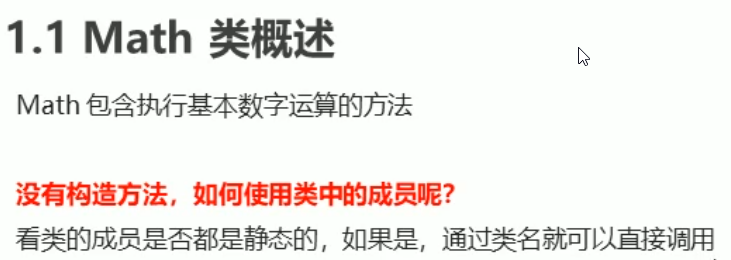 1.1 Math 类概述
Math 包含执行基本数字运算的方法
没有构造方法，如何使用类中的成员呢？
看类的成员是否都是静态的，如果是，通过类名就可以直接调用